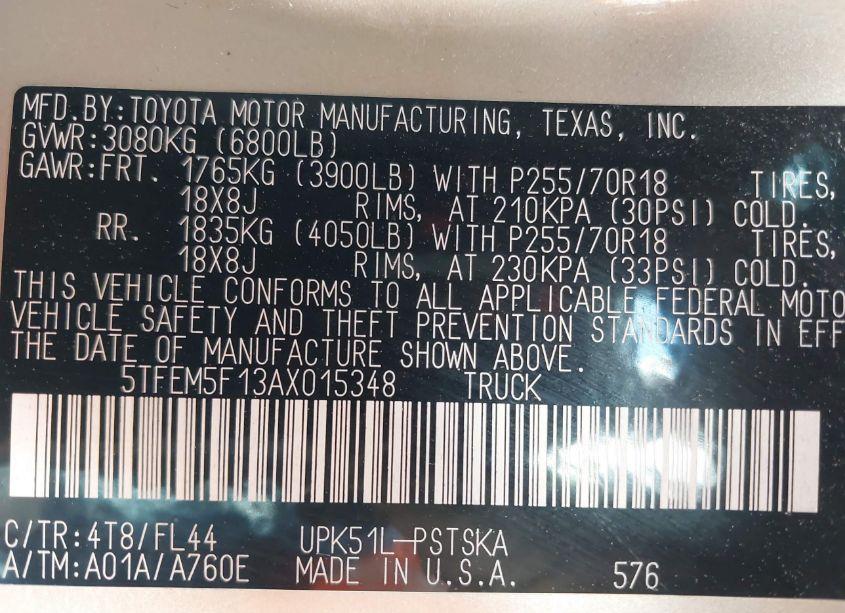 MFD.BY:TOYOTA MOTOR MANUFACTURING, TEXAS, INC.
GVWR:3080KG (6800LB)
GAWR:FRT. 1765KG (3900LB) WITH P255/70R18 TIRES,
18X8J RIMS, AT 210KPA (30PSI) COLD.
RR. 1835KG (4050LB) WITH P255/70R18 TIRES,
18X8J RIMS, AT 230KPA (33PSI) COLD.
THIS VEHICLE CONFORMS TO ALL APPLICABLE FEDERAL MOTO
VEHICLE SAFETY AND THEFT PREVENTION STANDARDS IN EFF
THE DATE OF MANUFACTURE SHOWN ABOVE.
5TFEM5F13AX015348 TRUCK
C/TR:4T8/FL44 UPK51L-PSTSKA
A/TM:A01A/A760E MADE IN U.S.A. 576